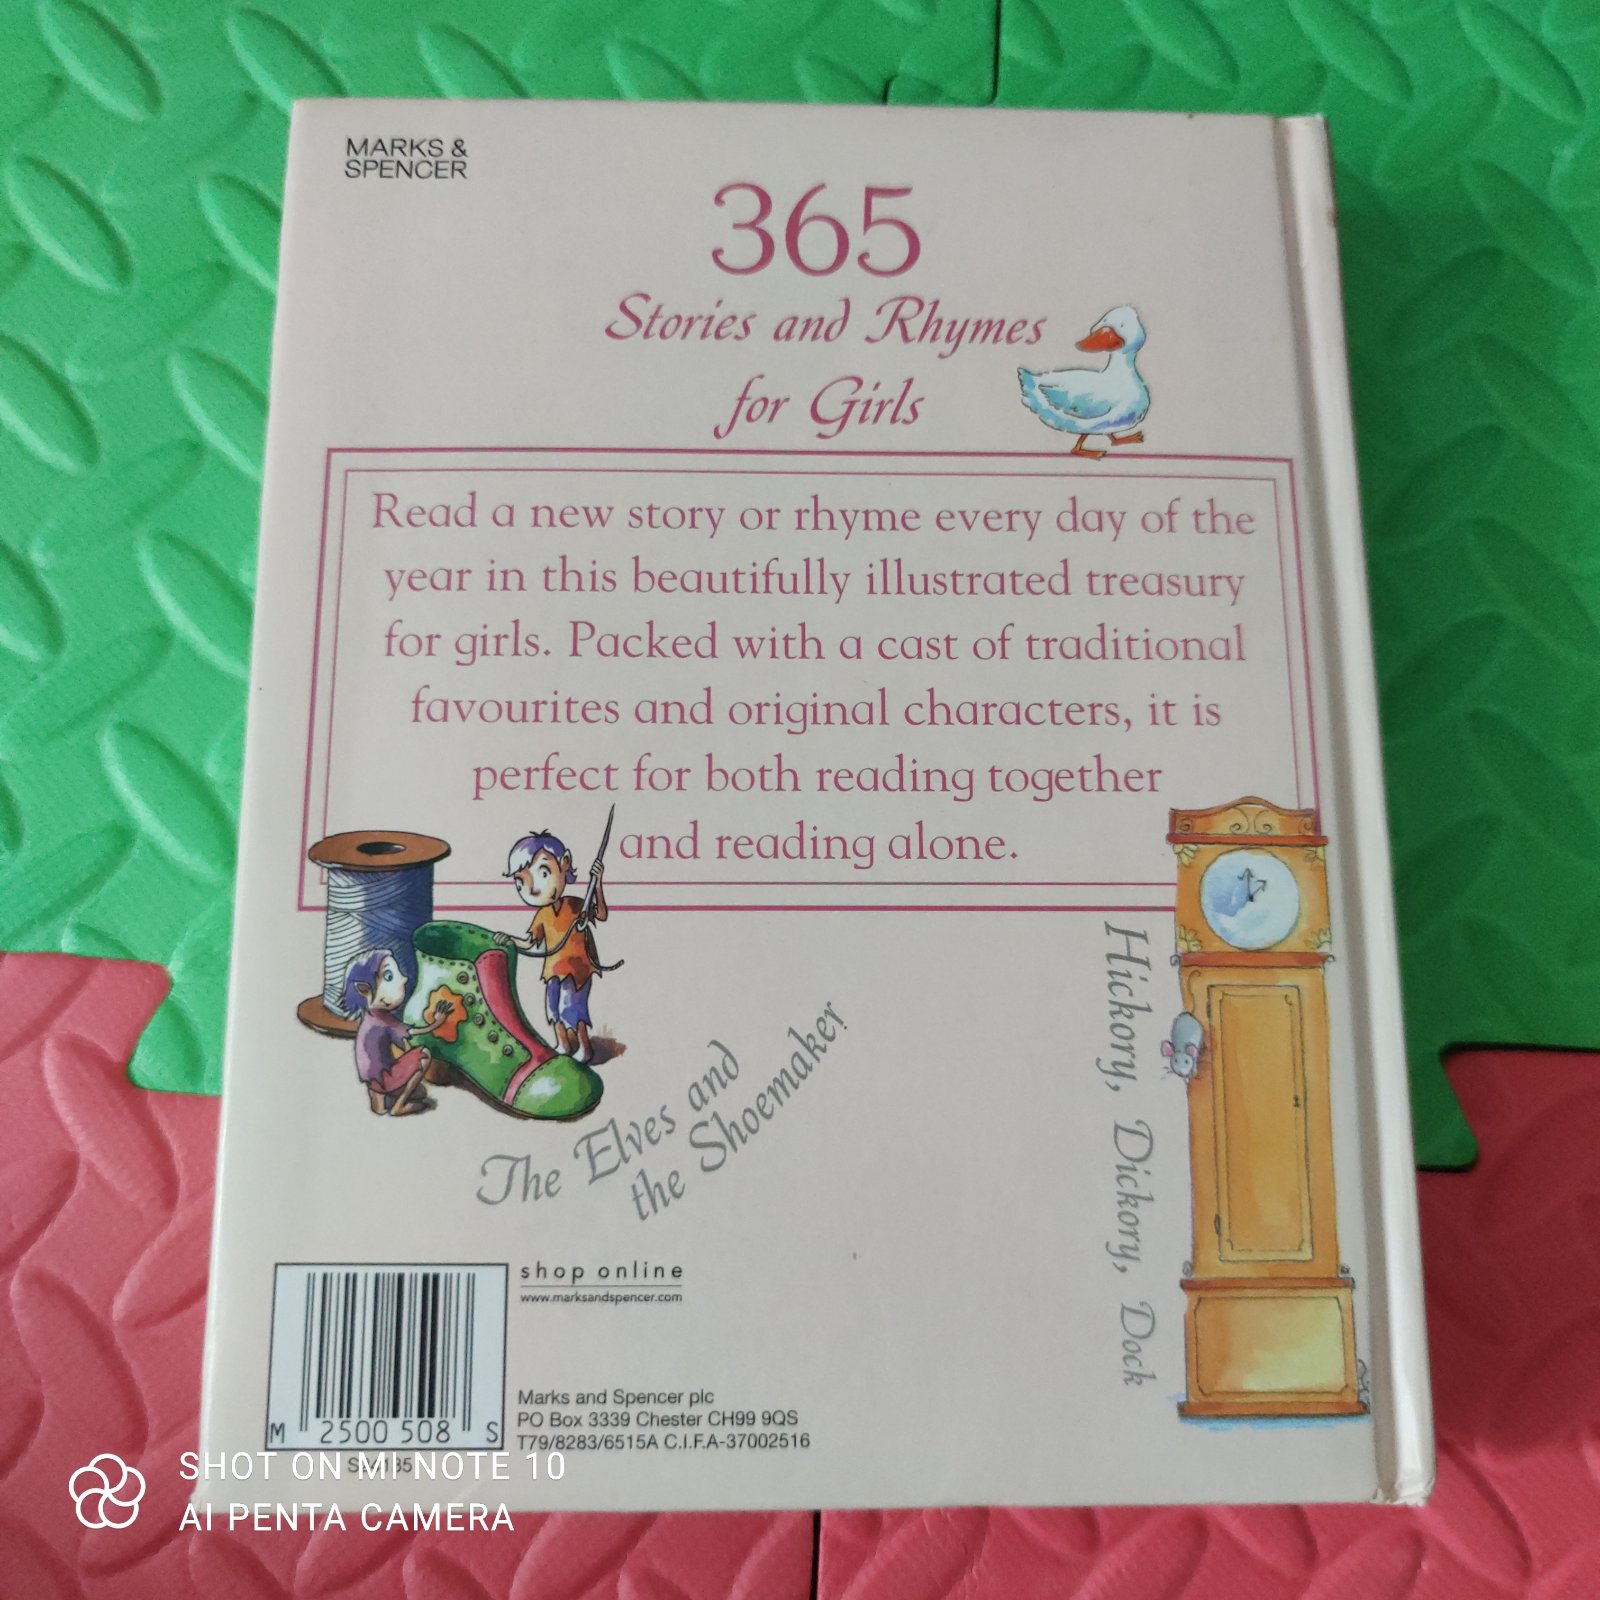 MARKS &
SPENCER
365
Stories and Rhymes
for Girls
Read a new story or rhyme every day of the
year in this beautifully illustrated treasury
for girls. Packed with a cast of traditional
favourites and original characters, it is
perfect for both reading together
and reading alone.
Hickory, Dickory, Dock
The Elves and
the Shoemaker
shop online
www.marksandspencer.com
Marks and Spencer plc
PO Box 3339 Chester CH99 9QS
T79/8283/6515A C.I.F.A-37002516
M 2500 508 S
SHOT ON MI NOTE 10
AI PENTA CAMERA